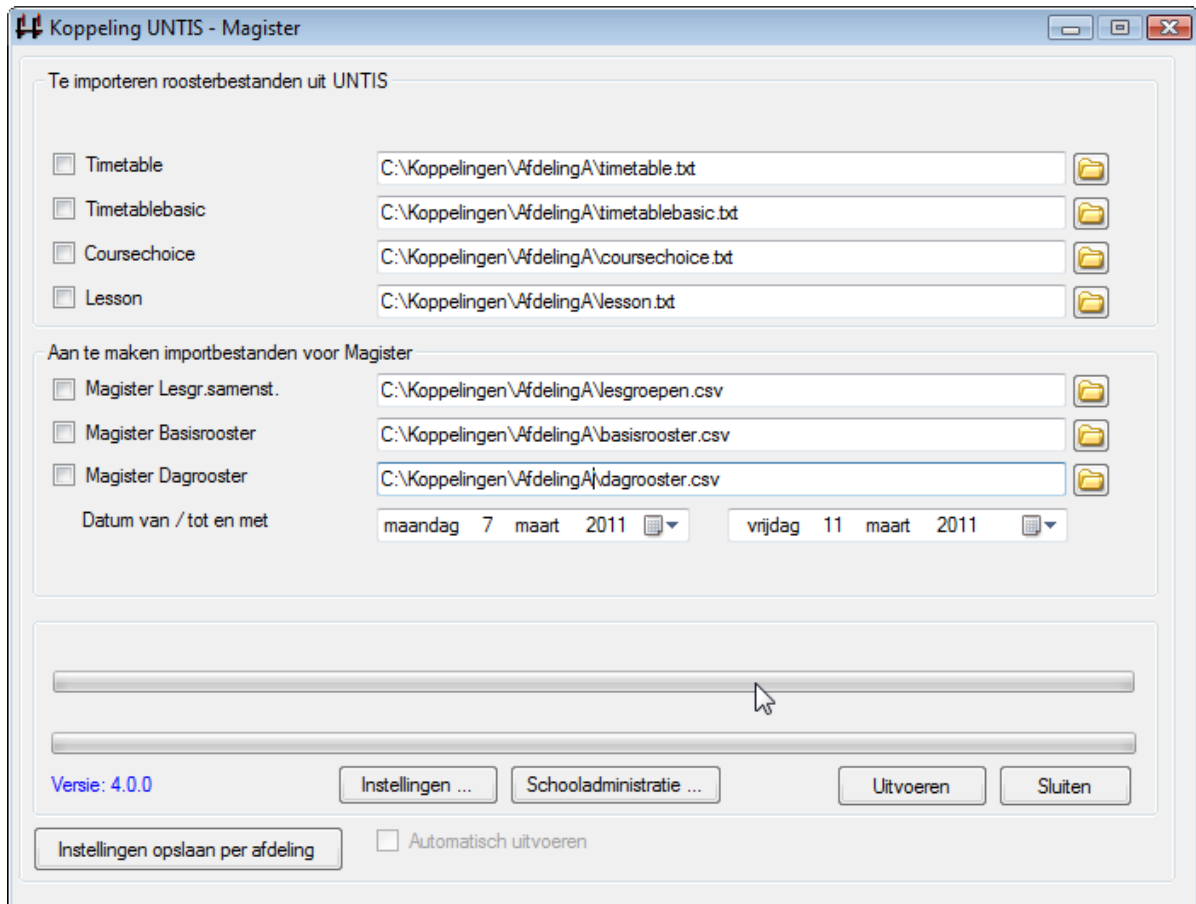 Koppeling UNTIS - Magister
Te importeren roosterbestanden uit UNTIS
Timetable C:\Koppelingen\AfdelingA\timetable.txt
Timetablebasic C:\Koppelingen\AfdelingA\timetablebasic.txt
Coursechoice C:\Koppelingen\AfdelingA\coursechoice.txt
Lesson C:\Koppelingen\AfdelingA\lesson.txt
Aan te maken importbestanden voor Magister
Magister Lesgr.samenst. C:\Koppelingen\AfdelingA\lesgroepen.csv
Magister Basisrooster C:\Koppelingen\AfdelingA\basisrooster.csv
Magister Dagrooster C:\Koppelingen\AfdelingA\dagrooster.csv
Datum van / tot en met maandag 7 maart 2011 vrijdag 11 maart 2011
Versie: 4.0.0 Instellingen ... Schooladministratie ... Uitvoeren Sluiten
Instellingen opslaan per afdeling Automatisch uitvoeren